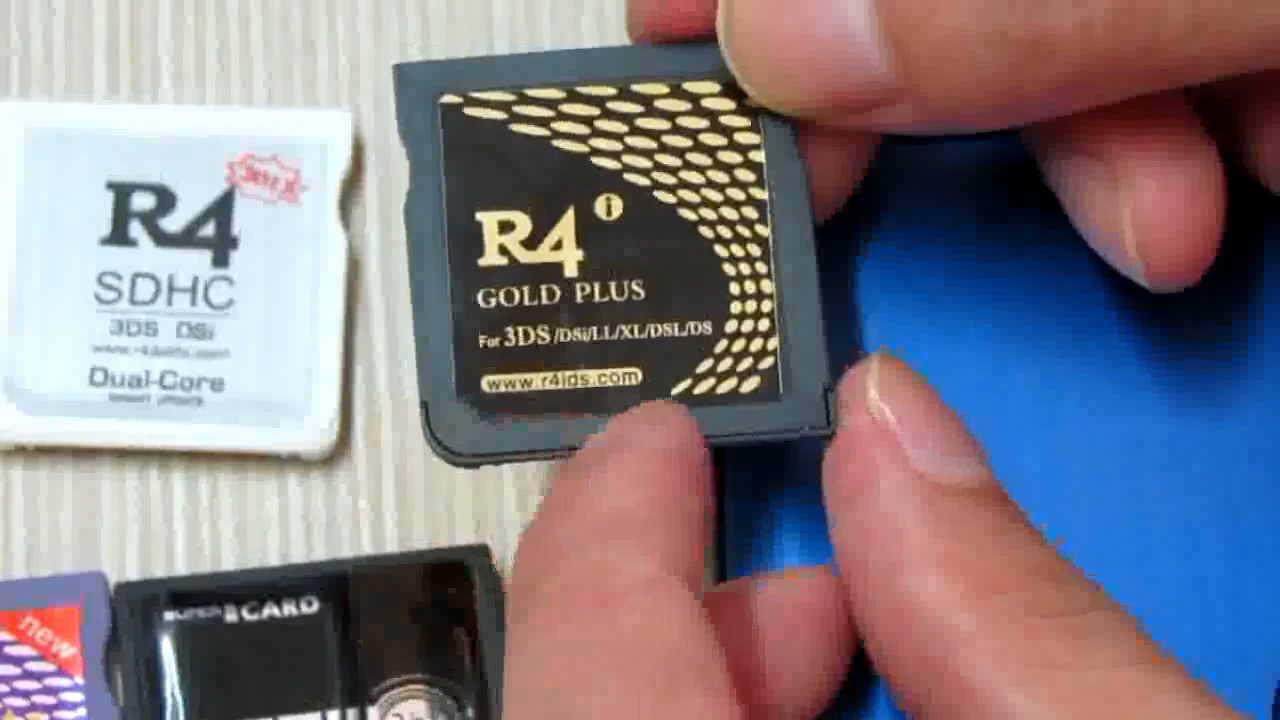 R4
SDHC
3DS DSi
Dual-Core
R4 i
GOLD PLUS
For 3DS /DSi/LL/XL/DSL/DS
www.r4ids.com
new
CARD